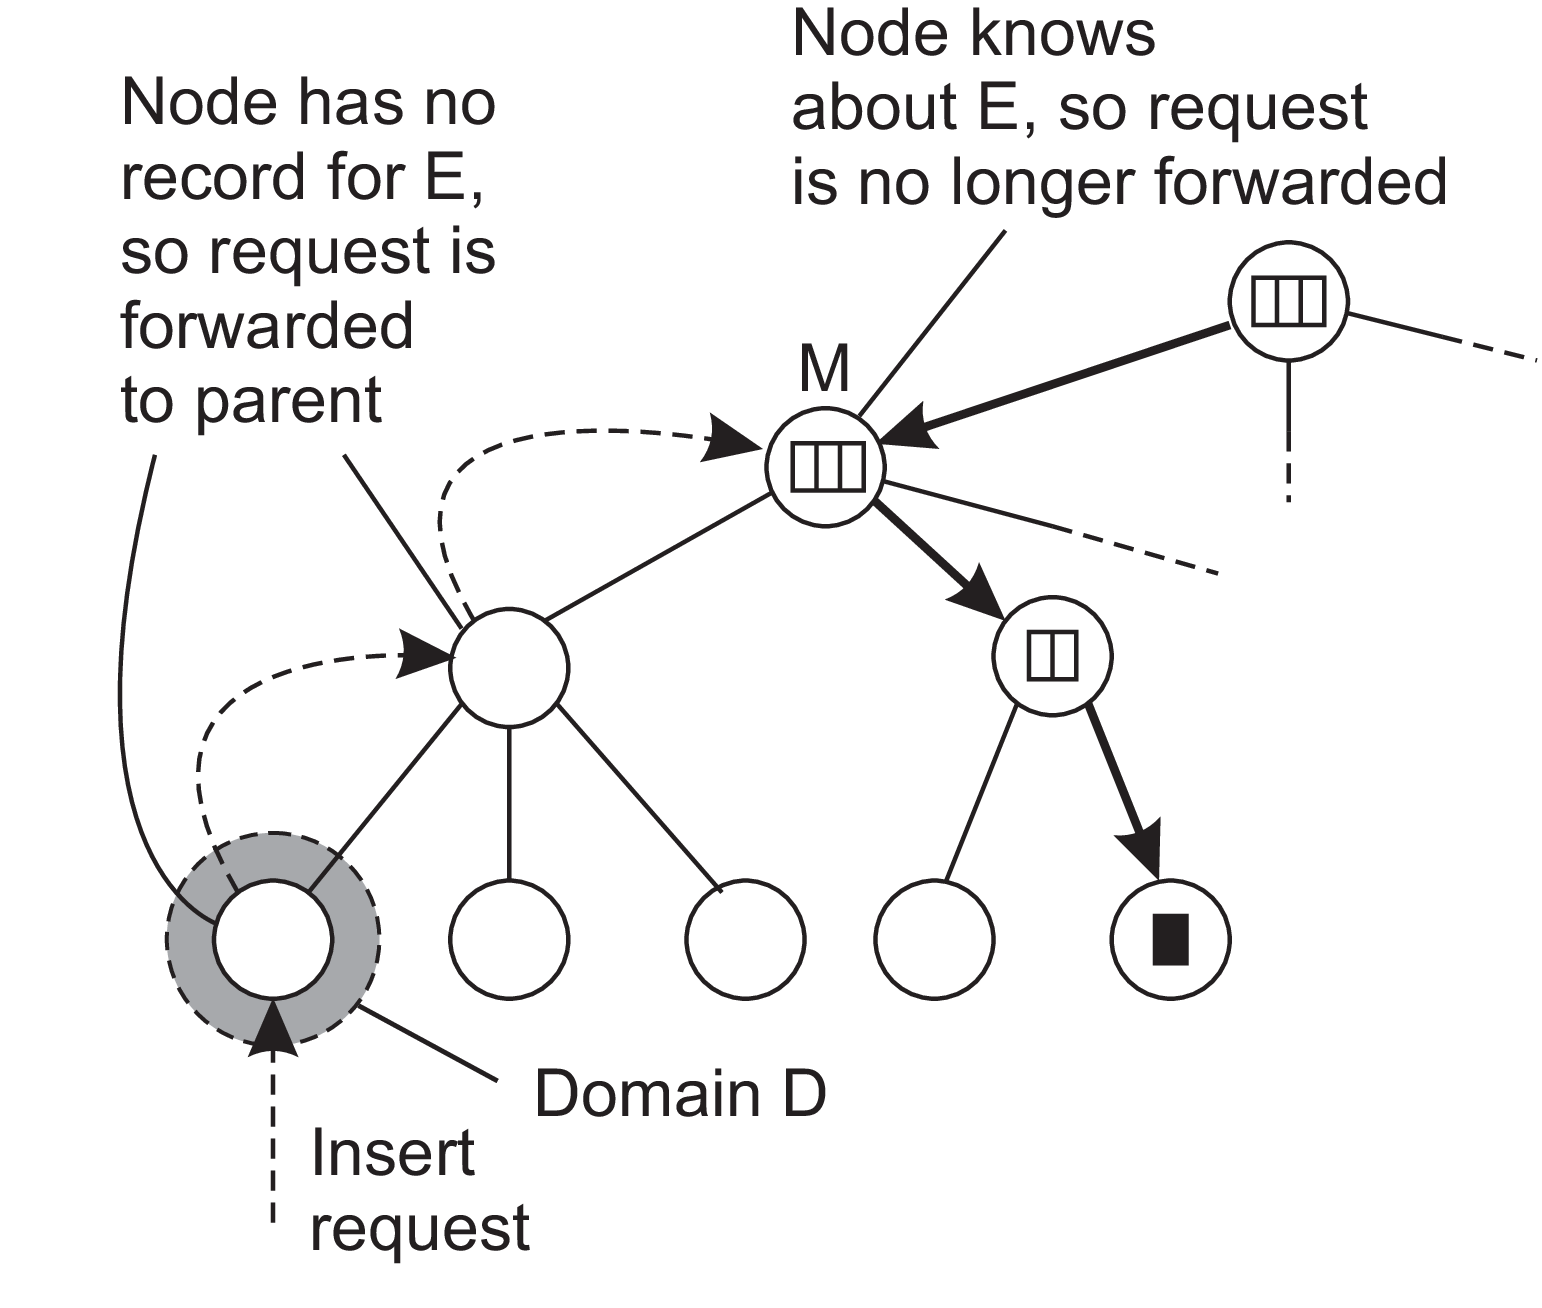 Node has no
record for E,
so request is
forwarded
to parent
Node knows
about E, so request
is no longer forwarded
M
Domain D
Insert
request